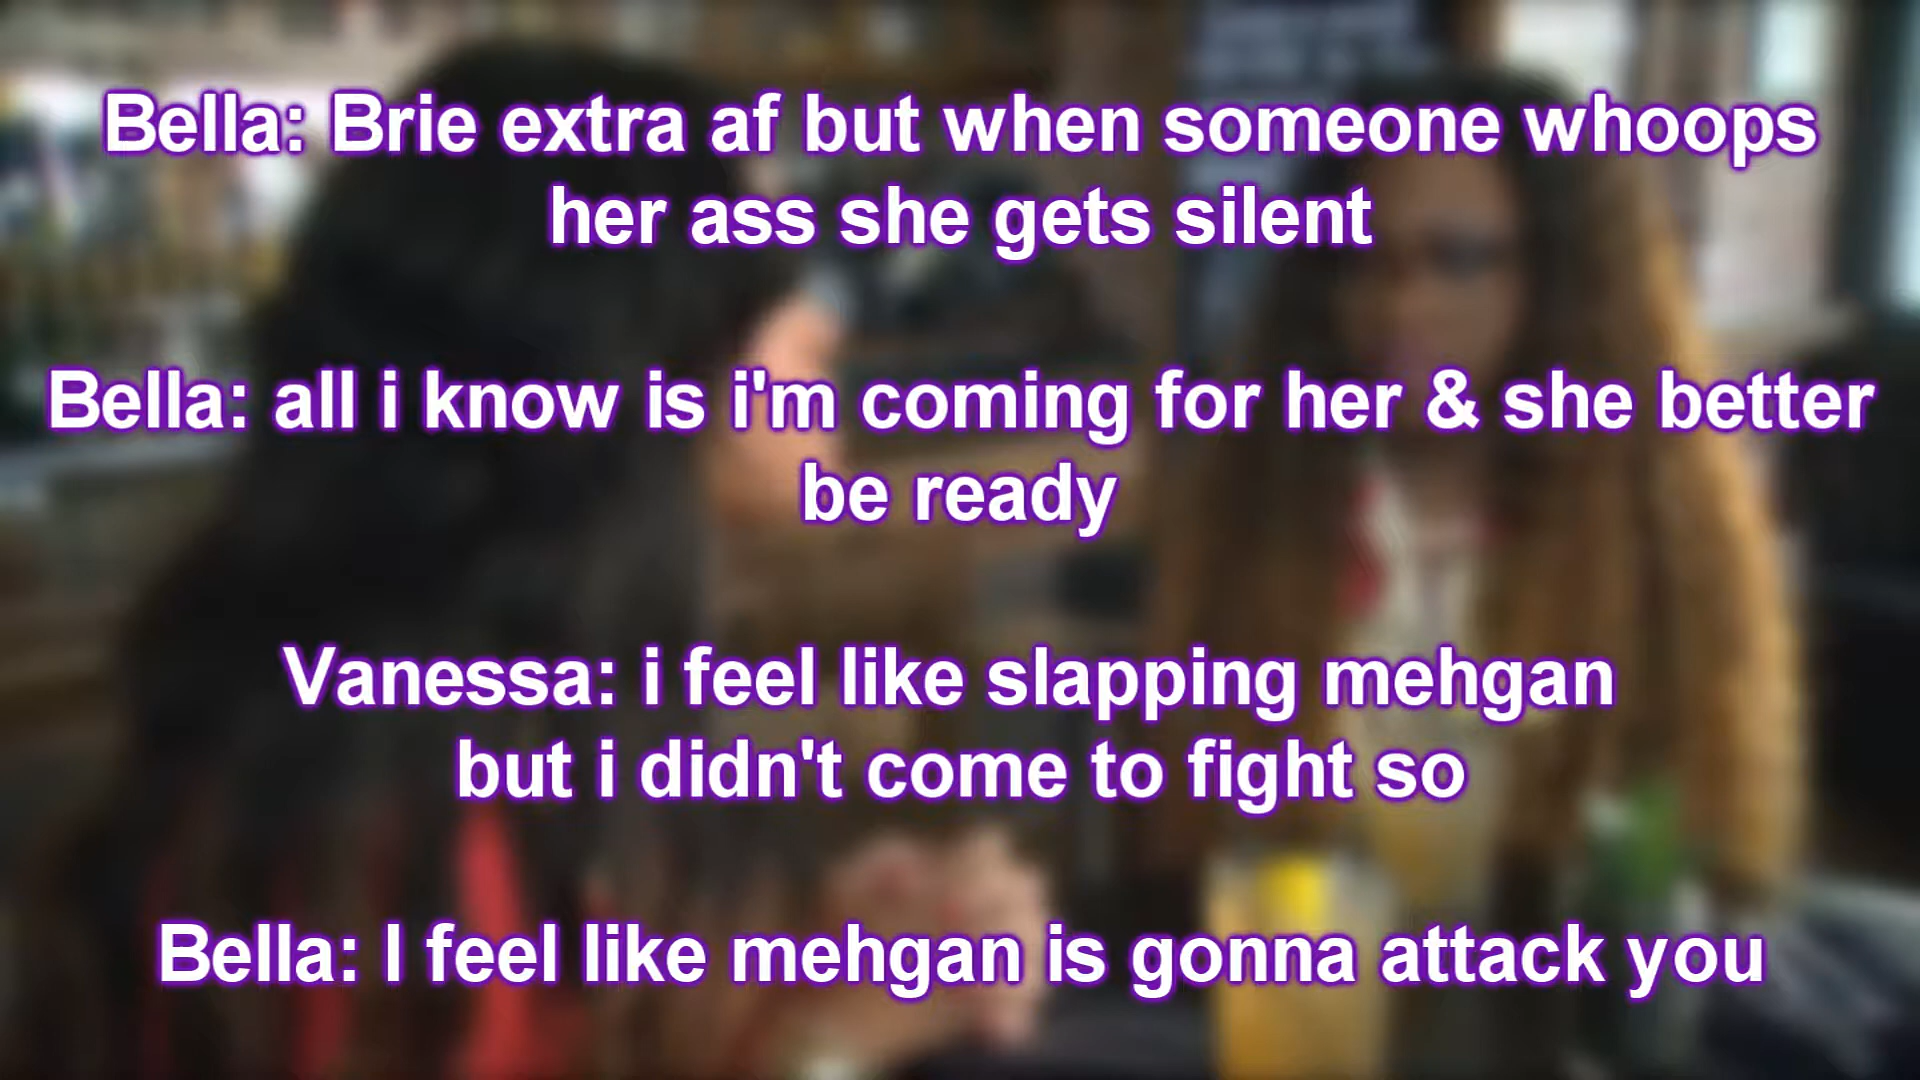 Bella: Brie extra af but when someone whoops
her ass she gets silent
Bella: all i know is i'm coming for her & she better
be ready
Vanessa: i feel like slapping mehgan
but i didn't come to fight so
Bella: I feel like mehgan is gonna attack you